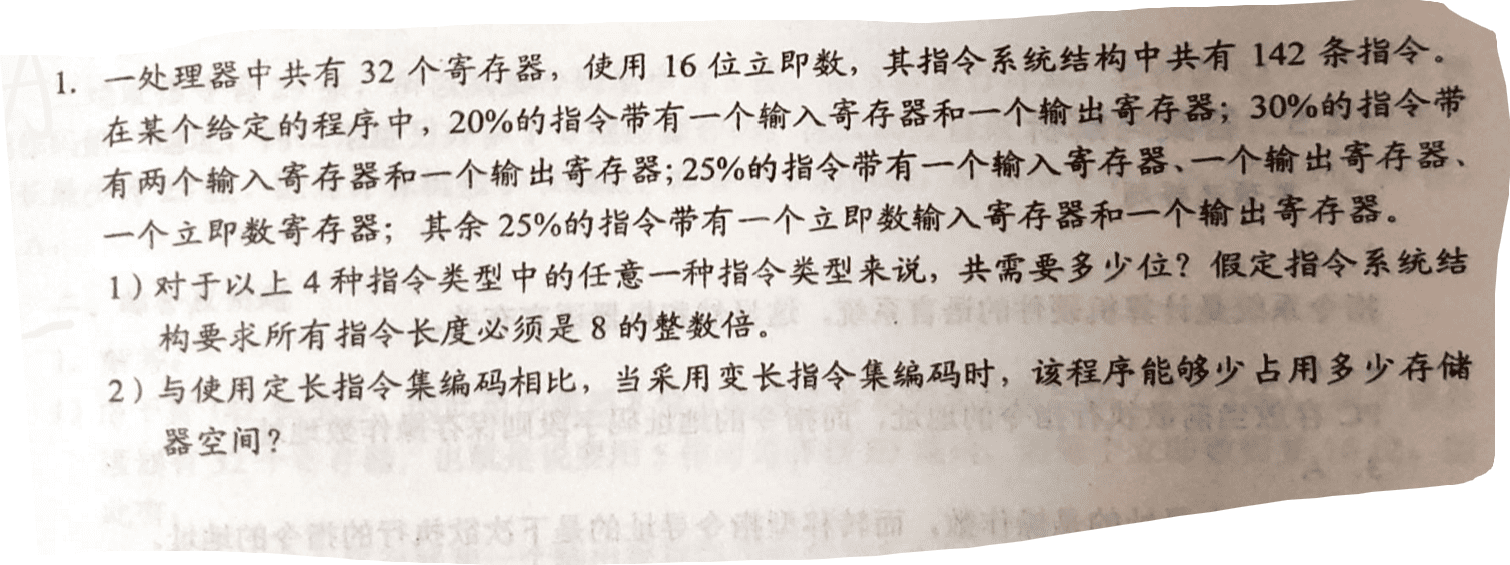 1. 一处理器中共有 32 个寄存器，使用 16 位立即数，其指令系统结构中共有 142 条指令。
在某个给定的程序中，20%的指令带有一个输入寄存器和一个输出寄存器；30%的指令带
有两个输入寄存器和一个输出寄存器；25%的指令带有一个输入寄存器、一个输出寄存器、
一个立即数寄存器；其余 25%的指令带有一个立即数输入寄存器和一个输出寄存器。
1）对于以上 4 种指令类型中的任意一种指令类型来说，共需要多少位？假定指令系统结
构要求所有指令长度必须是 8 的整数倍。
2）与使用定长指令集编码相比，当采用变长指令集编码时，该程序能够少占用多少存储
器空间？